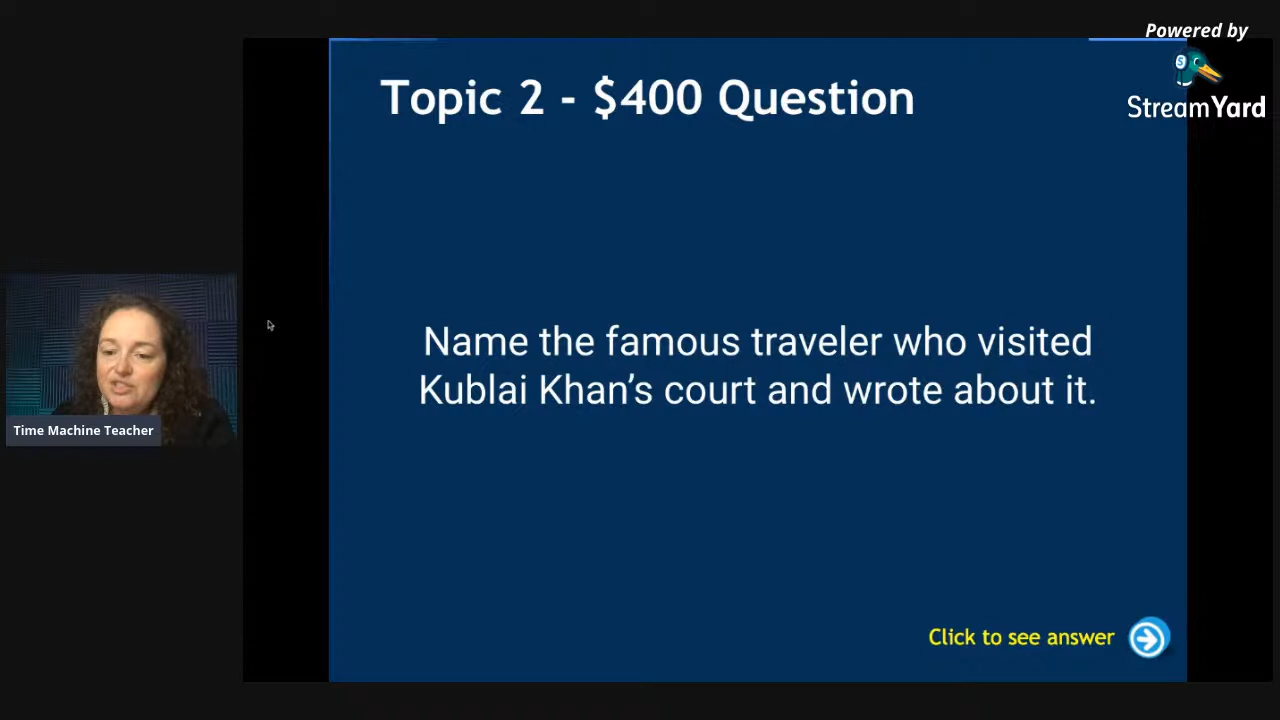 Powered by
StreamYard
Topic 2 - $400 Question
Name the famous traveler who visited
Kublai Khan’s court and wrote about it.
Time Machine Teacher
Click to see answer